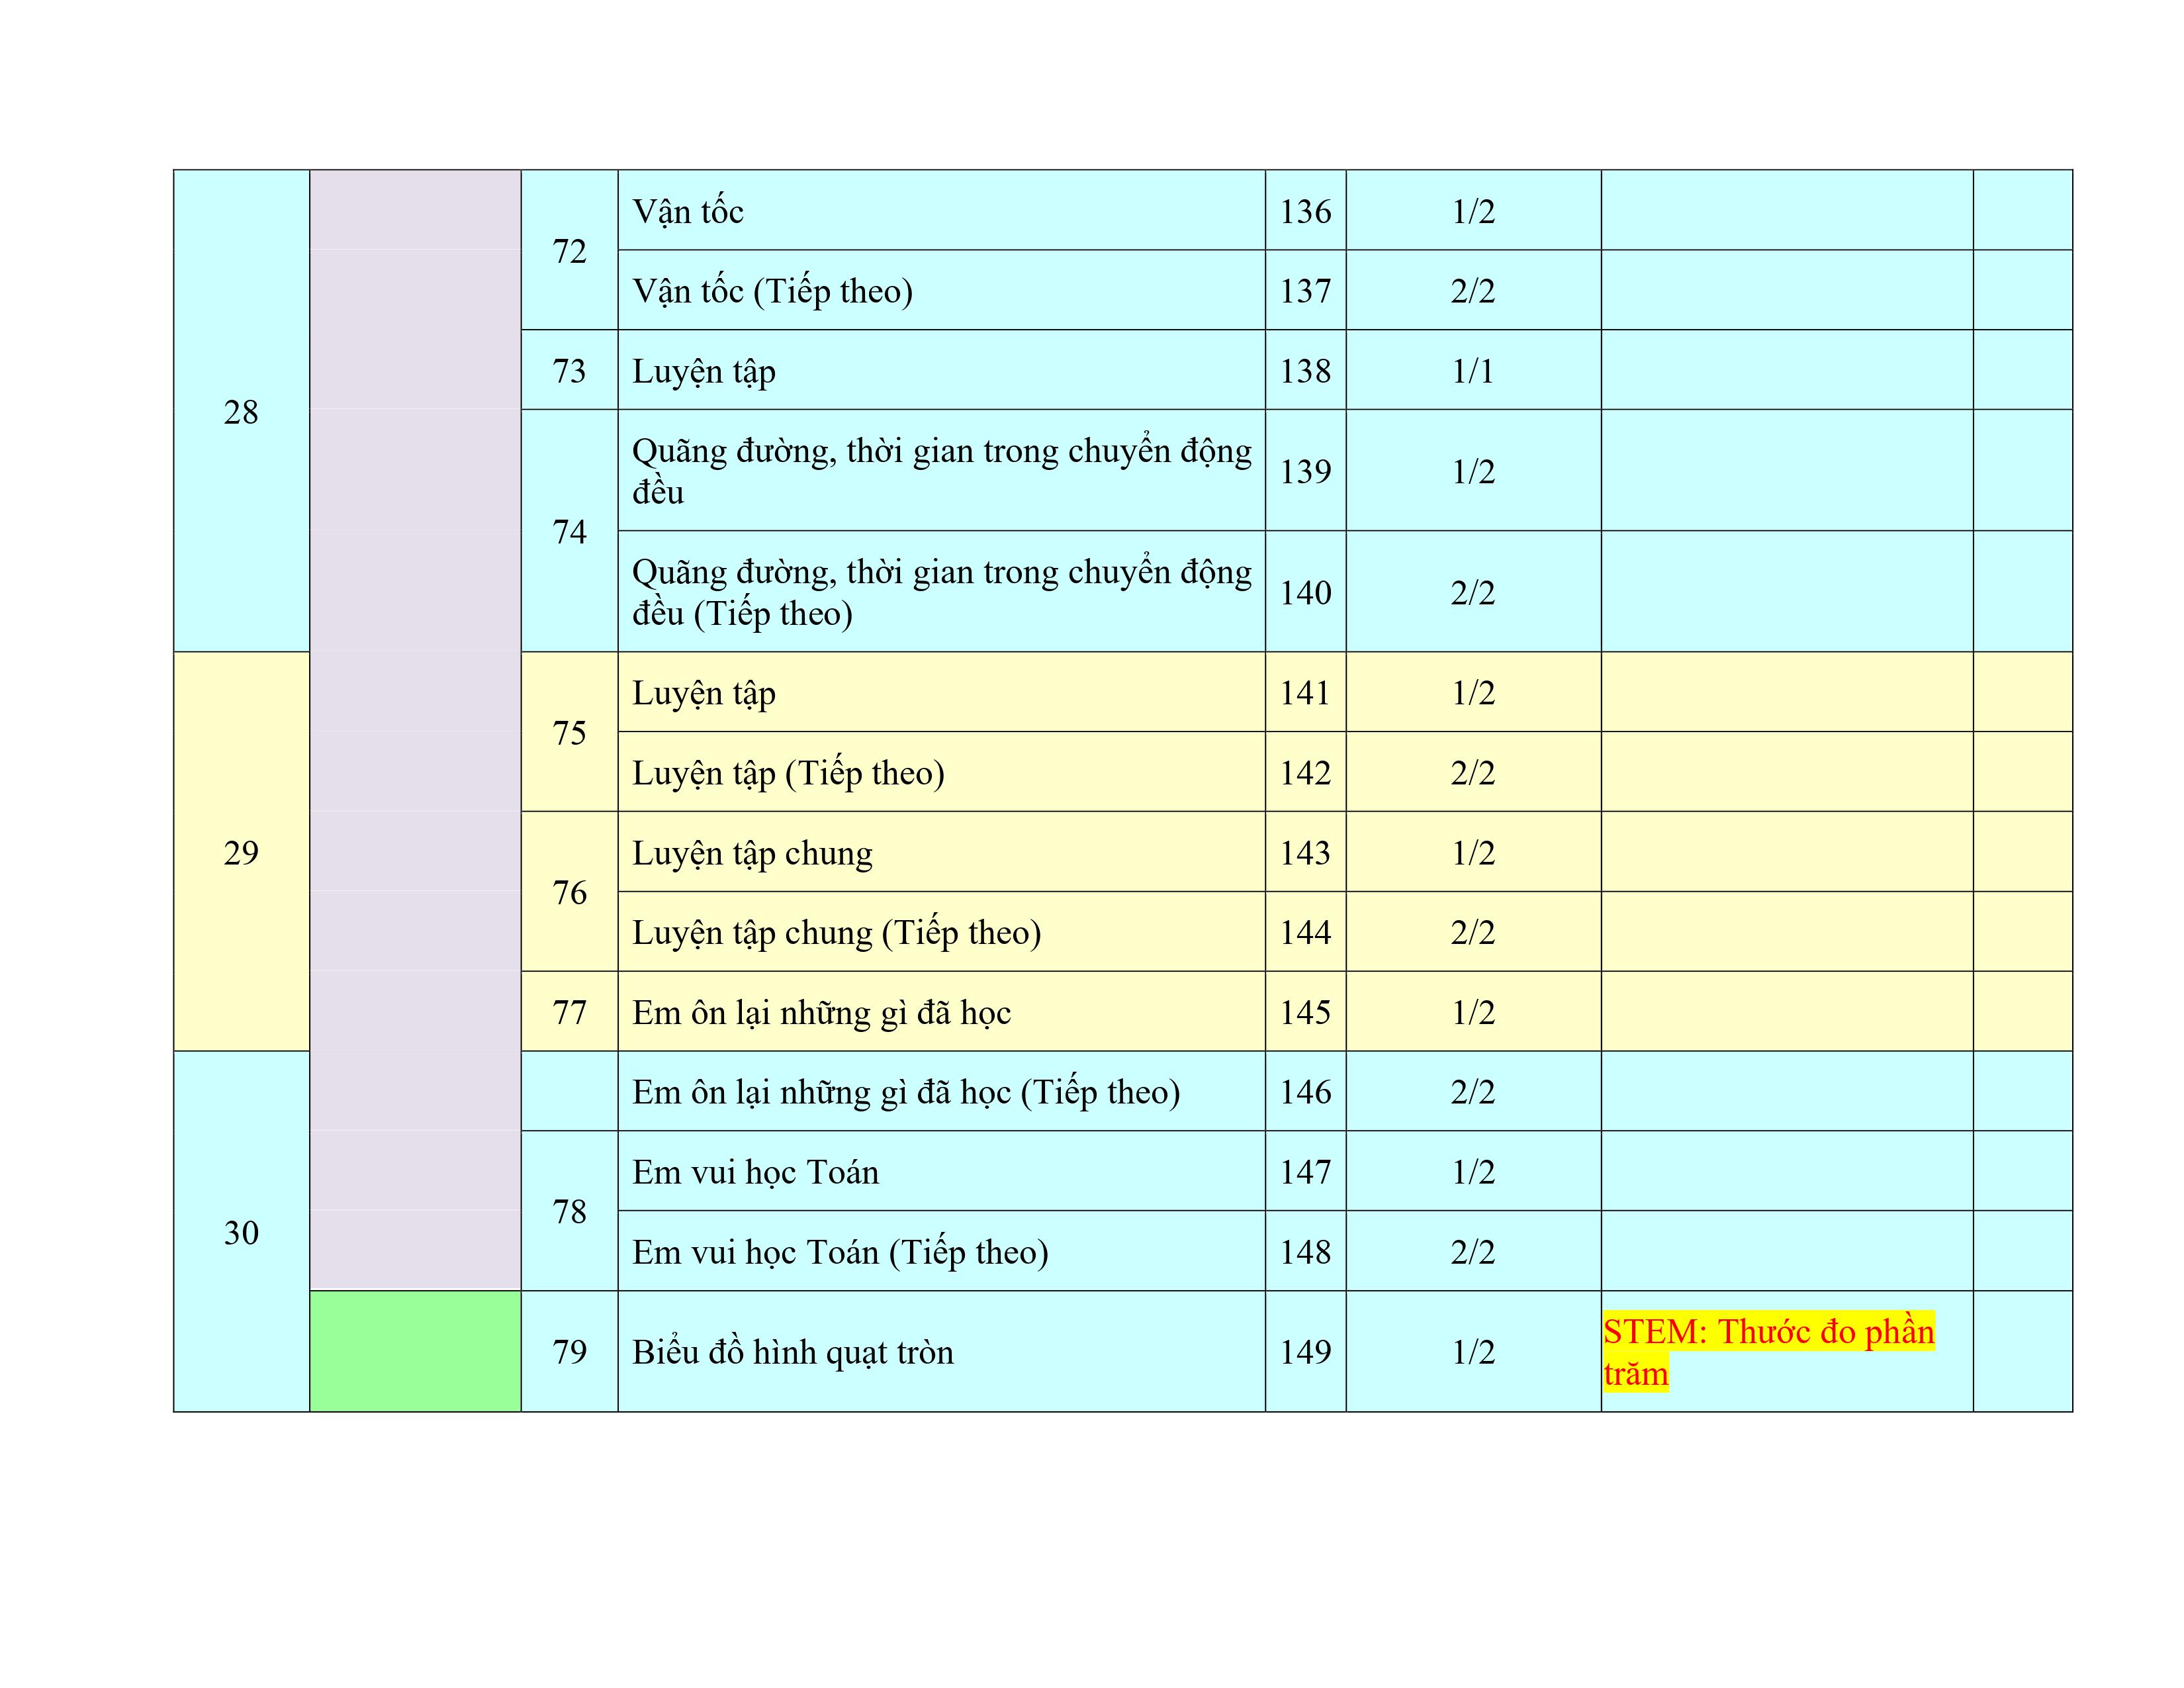 28
72
Vận tốc
136
1/2
Vận tốc (Tiếp theo)
137
2/2
73
Luyện tập
138
1/1
74
Quãng đường, thời gian trong chuyển động
đều
139
1/2
Quãng đường, thời gian trong chuyển động
đều (Tiếp theo)
140
2/2
29
75
Luyện tập
141
1/2
Luyện tập (Tiếp theo)
142
2/2
76
Luyện tập chung
143
1/2
Luyện tập chung (Tiếp theo)
144
2/2
77
Em ôn lại những gì đã học
145
1/2
30
Em ôn lại những gì đã học (Tiếp theo)
146
2/2
78
Em vui học Toán
147
1/2
Em vui học Toán (Tiếp theo)
148
2/2
79
Biểu đồ hình quạt tròn
149
1/2
STEM: Thước đo phần
trăm